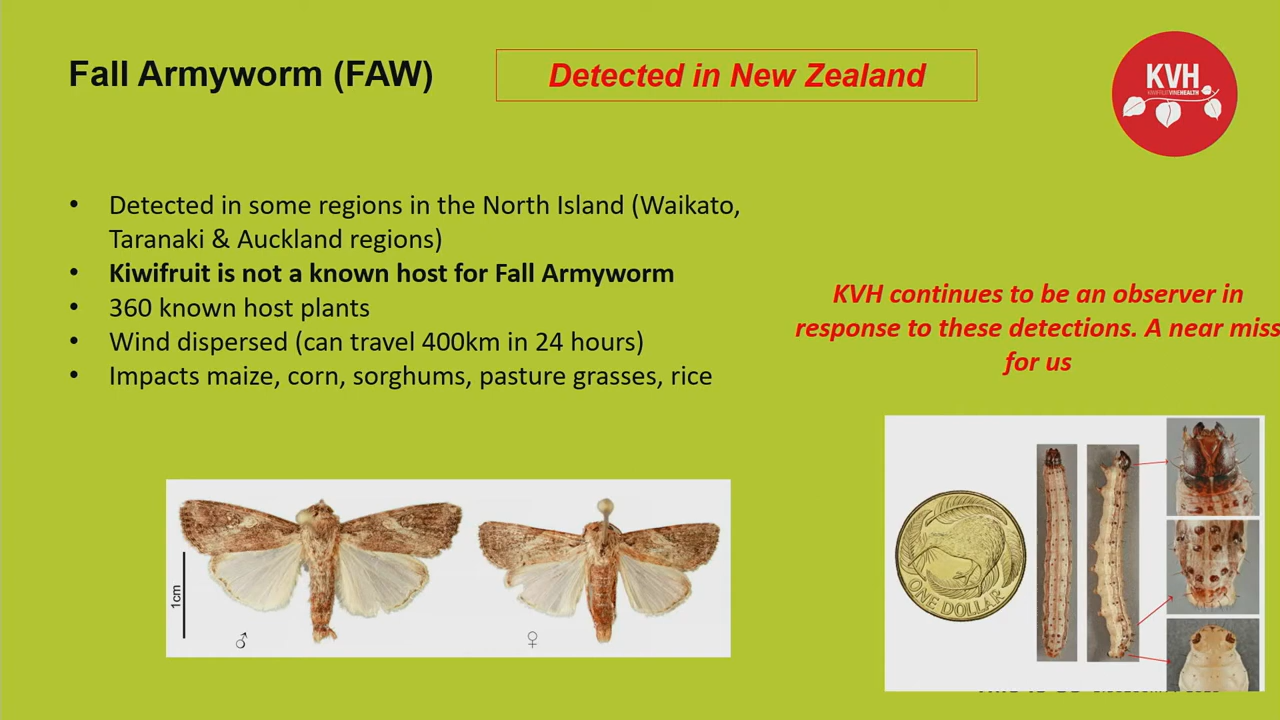 Fall Armyworm (FAW)
Detected in New Zealand
KVH
KIWIFRUIT VINE HEALTH
• Detected in some regions in the North Island (Waikato,
Taranaki & Auckland regions)
• Kiwifruit is not a known host for Fall Armyworm
• 360 known host plants
• Wind dispersed (can travel 400km in 24 hours)
• Impacts maize, corn, sorghums, pasture grasses, rice
KVH continues to be an observer in
response to these detections. A near miss
for us
1cm
♂
♀
ONE DOLLAR